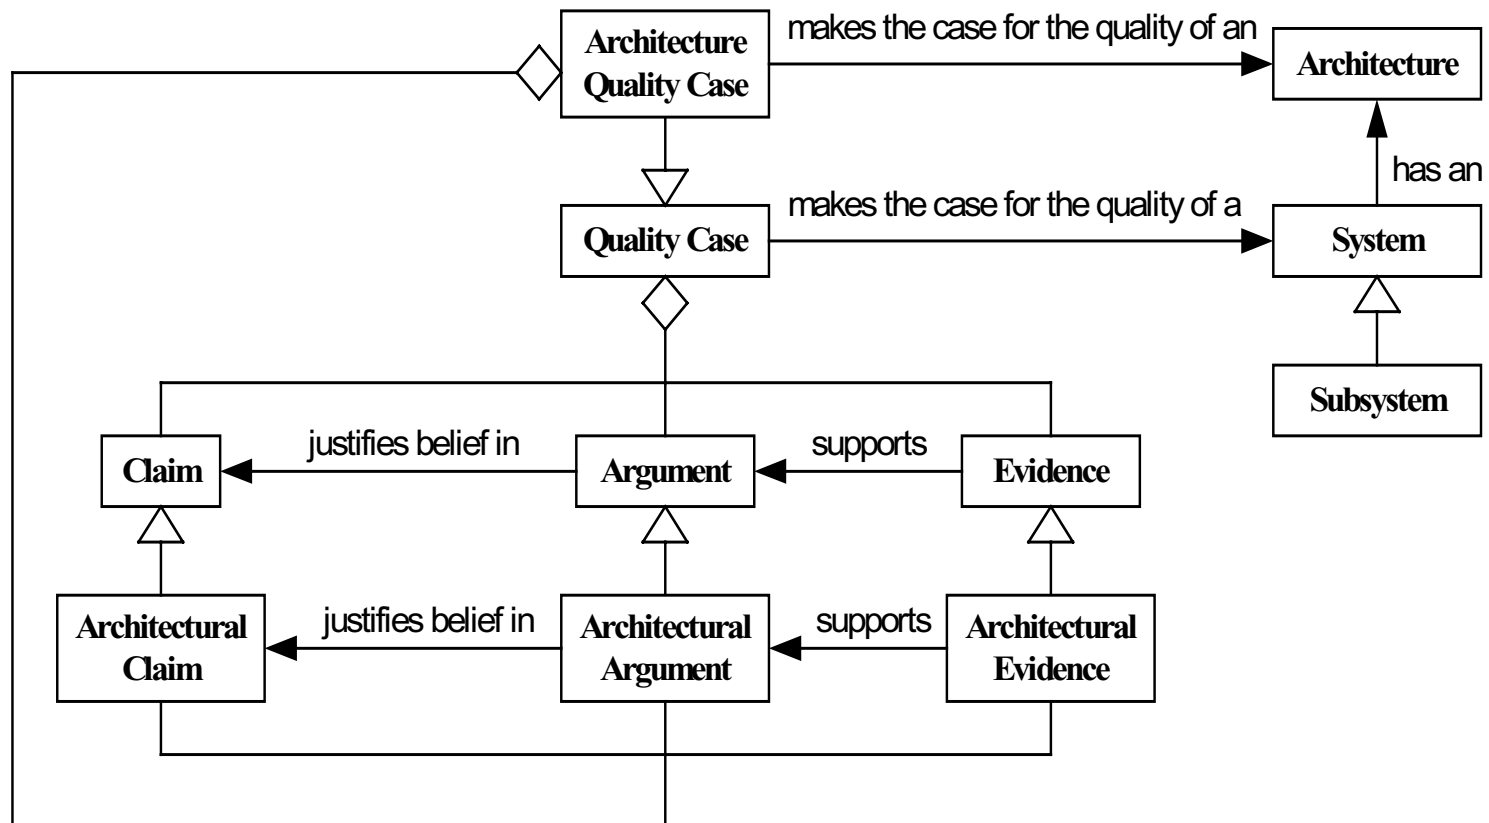 Architecture
Quality Case
makes the case for the quality of an
Architecture
has an
Quality Case
makes the case for the quality of a
System
Subsystem
Claim
justifies belief in
Argument
supports
Evidence
Architectural
Claim
justifies belief in
Architectural
Argument
supports
Architectural
Evidence